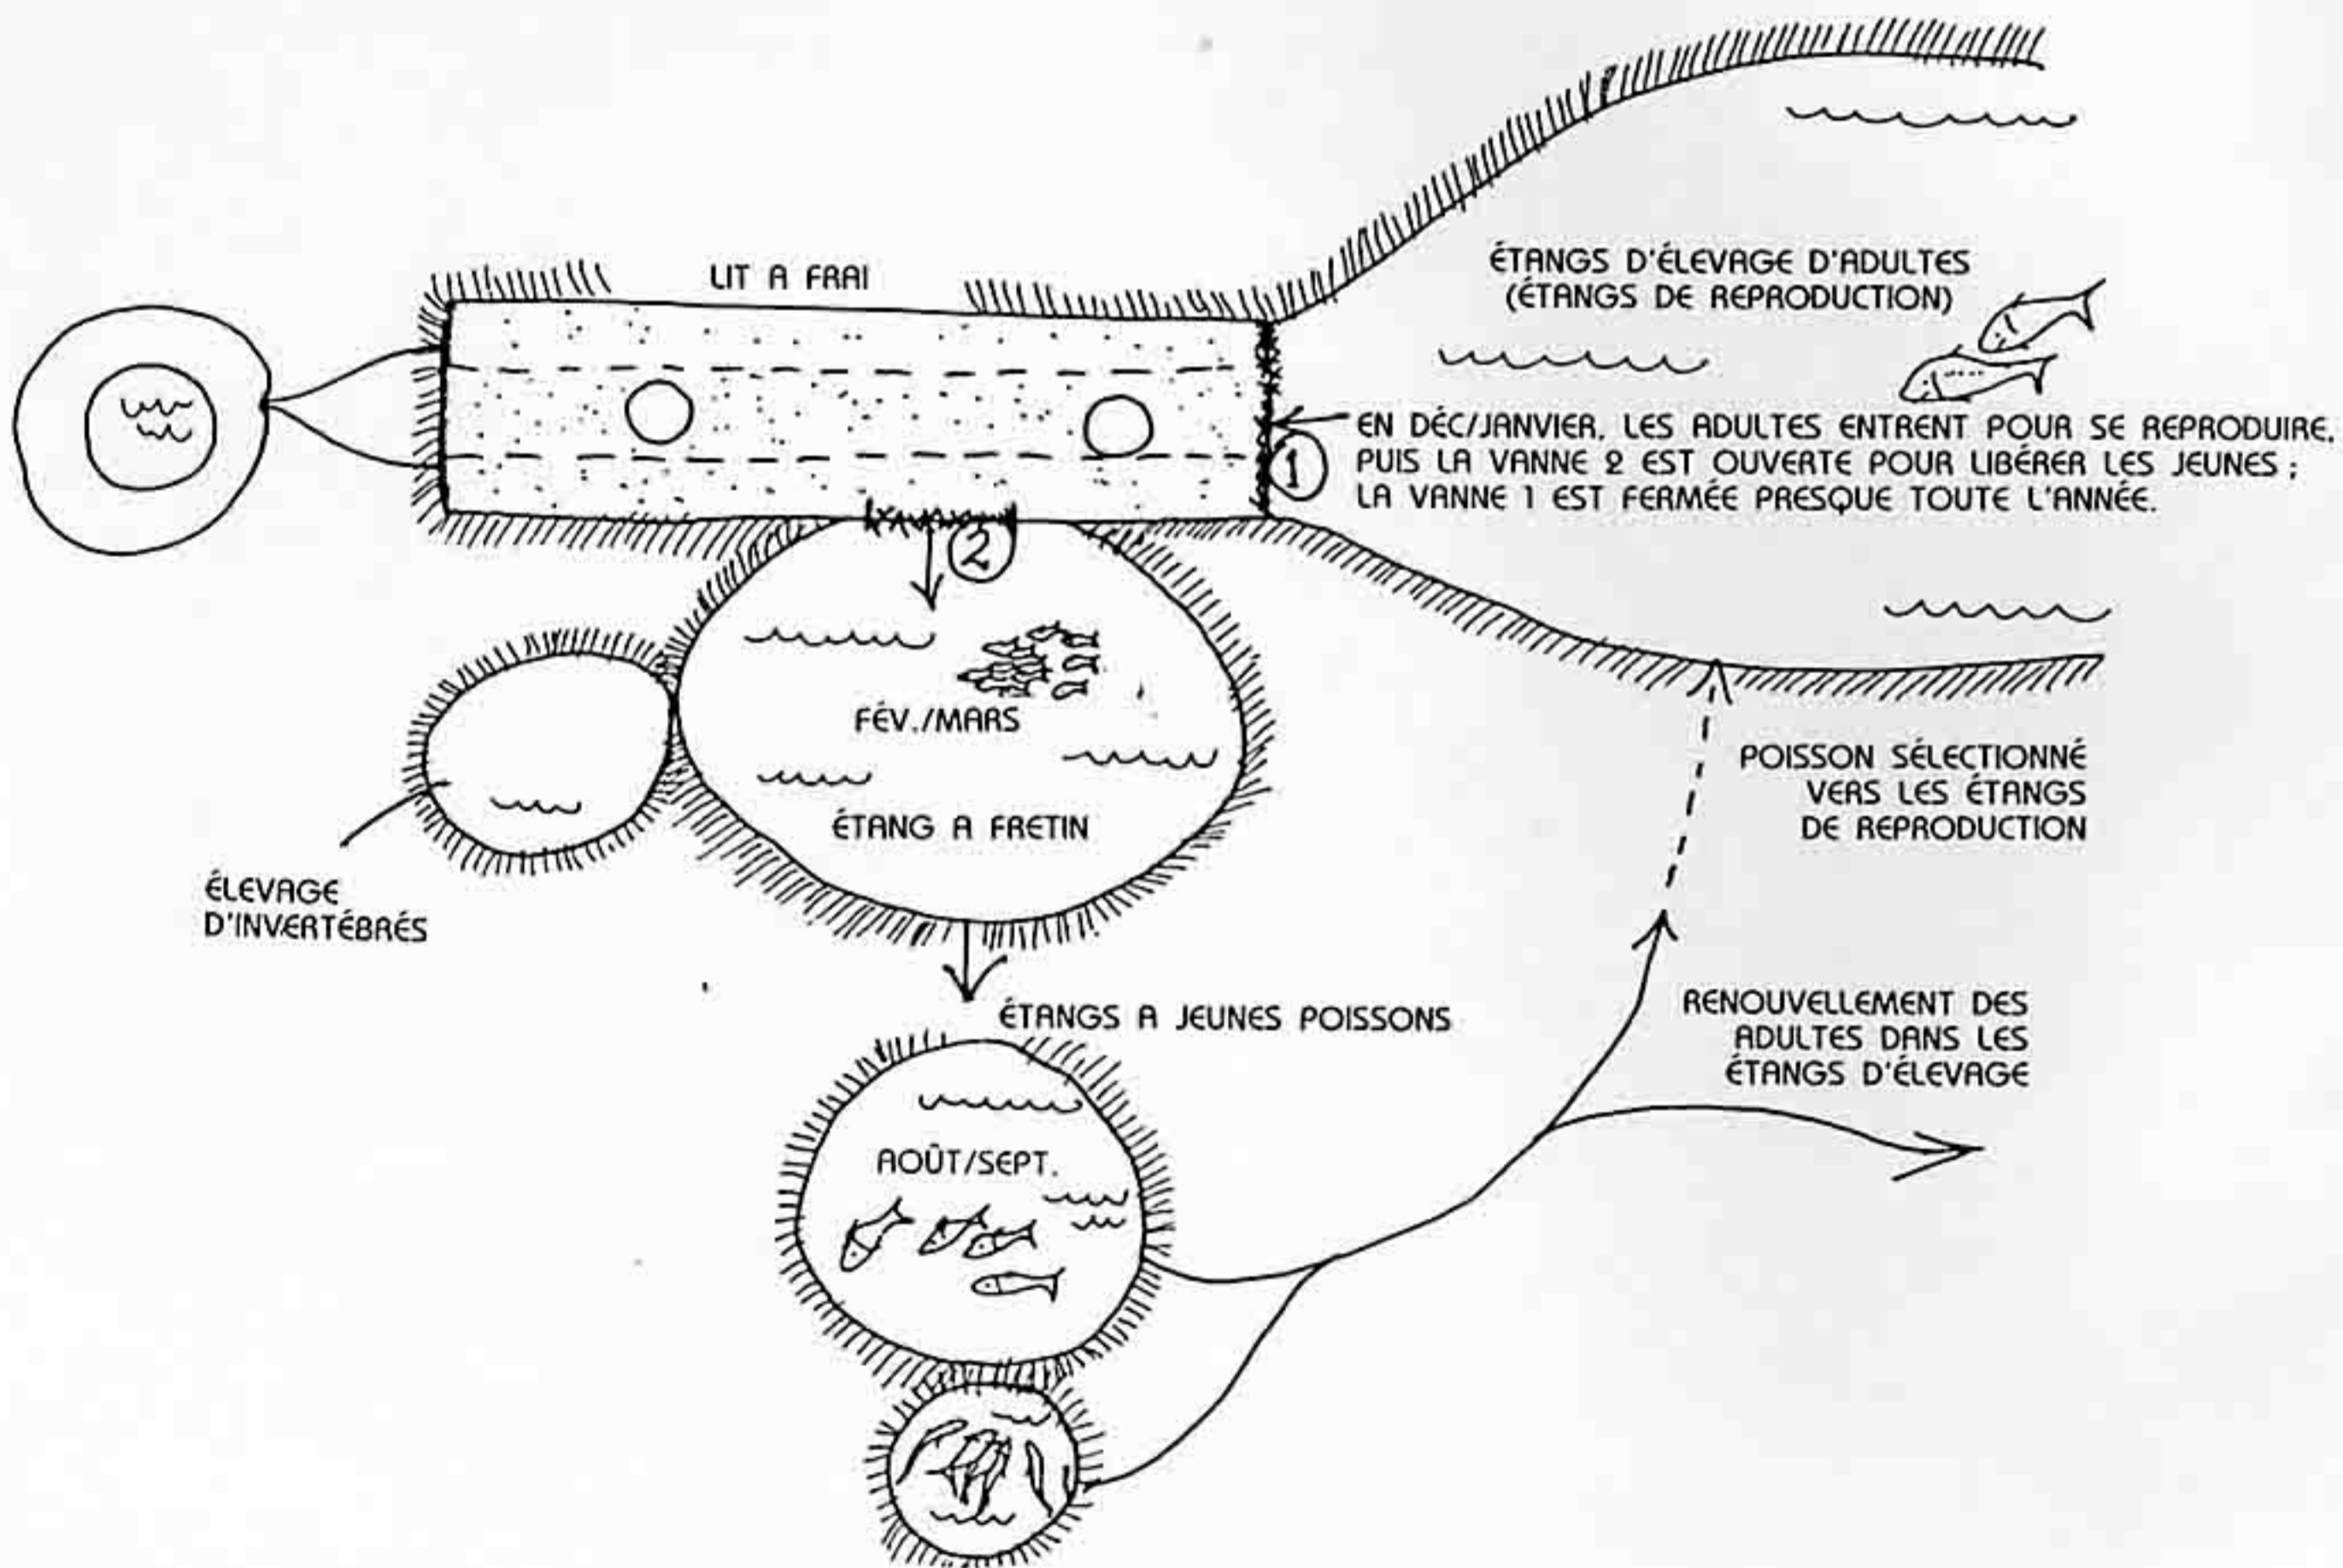 LIT A FRAI
ÉTANGS D'ÉLEVAGE D'ADULTES
(ÉTANGS DE REPRODUCTION)
EN DÉC/JANVIER, LES ADULTES ENTRENT POUR SE REPRODUIRE.
PUIS LA VANNE 2 EST OUVERTE POUR LIBÉRER LES JEUNES ;
LA VANNE 1 EST FERMÉE PRESQUE TOUTE L'ANNÉE.
1
2
FÉV./MARS
ÉTANG A FRETIN
POISSON SÉLECTIONNÉ
VERS LES ÉTANGS
DE REPRODUCTION
ÉLEVAGE
D'INVERTÉBRÉS
RENOUVELLEMENT DES
ADULTES DANS LES
ÉTANGS D'ÉLEVAGE
ÉTANGS A JEUNES POISSONS
AOÛT/SEPT.